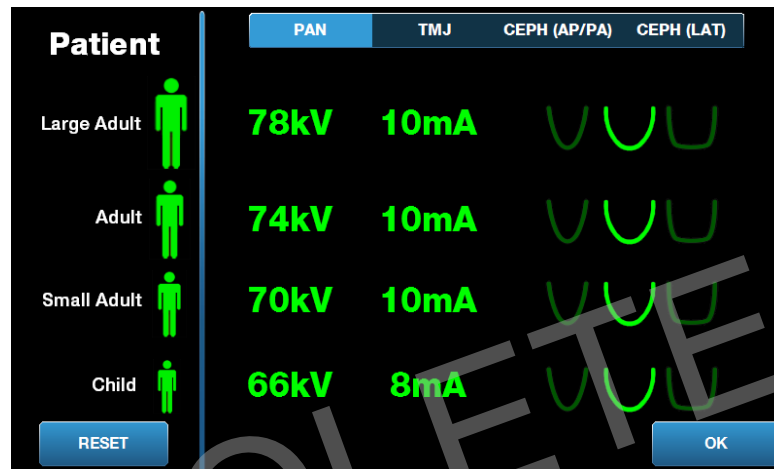 Patient
PAN TMJ CEPH (AP/PA) CEPH (LAT)
Large Adult 78kV 10mA
Adult 74kV 10mA
Small Adult 70kV 10mA
Child 66kV 8mA
RESET OK
OLETE